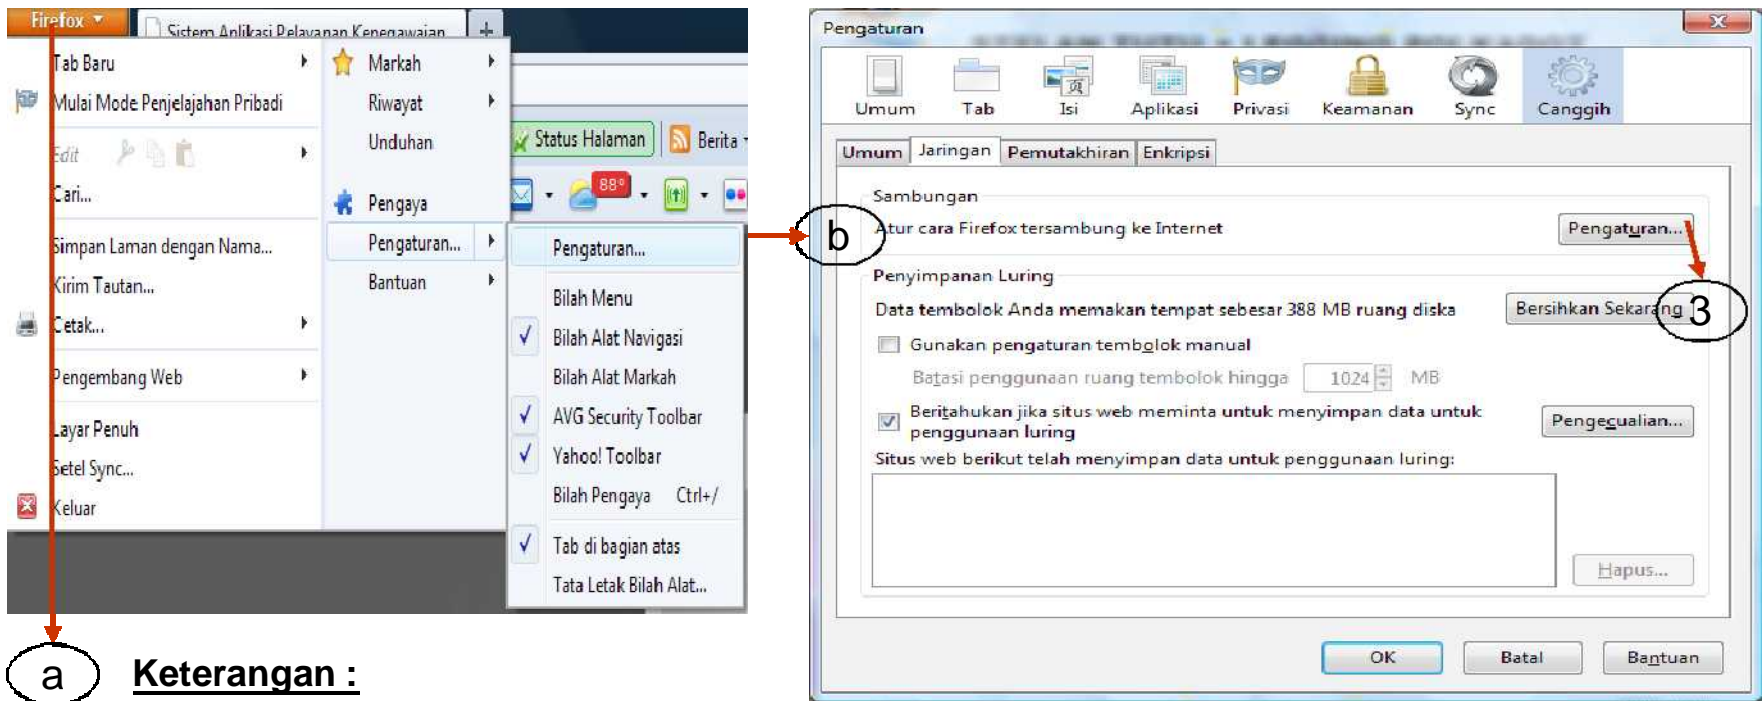 Firefox
Sistem Aplikasi Pelayanan Kepegawaian
Tab Baru
Mulai Mode Penjelajahan Pribadi
Edit
Cari...
Simpan Laman dengan Nama...
Kirim Tautan...
Cetak...
Pengembang Web
Layar Penuh
Setel Sync...
Keluar
Markah
Riwayat
Unduhan
Pengaya
Pengaturan...
Bantuan
Status Halaman
Berita
88°
Pengaturan...
Bilah Menu
Bilah Alat Navigasi
Bilah Alat Markah
AVG Security Toolbar
Yahoo! Toolbar
Bilah Pengaya Ctrl+/
Tab di bagian atas
Tata Letak Bilah Alat...
a
Keterangan :
Pengaturan
Umum Tab Isi Aplikasi Privasi Keamanan Sync Canggih
Umum Jaringan Pemutakhiran Enkripsi
Sambungan
b
Atur cara Firefox tersambung ke Internet
Pengaturan...
Penyimpanan Luring
Data tembolok Anda memakan tempat sebesar 388 MB ruang diska
Bersihkan Sekarang
3
Gunakan pengaturan tembolok manual
Batasi penggunaan ruang tembolok hingga 1024 MB
Beritahukan jika situs web meminta untuk menyimpan data untuk
penggunaan luring
Pengecualian...
Situs web berikut telah menyimpan data untuk penggunaan luring:
Hapus...
OK Batal Bantuan